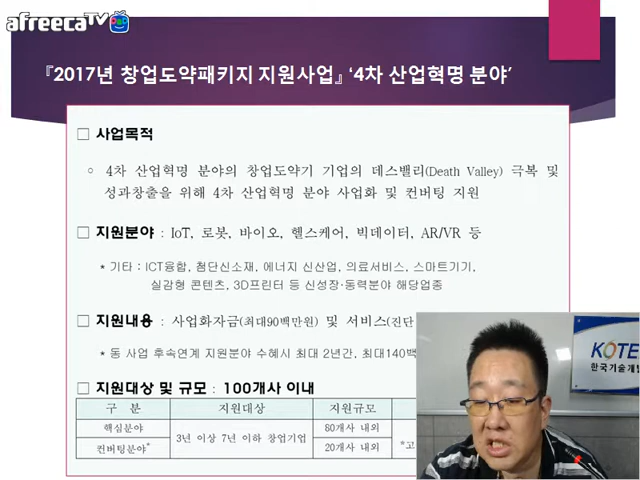 afreecaTV
『2017년 창업도약패키지 지원사업』 '4차 산업혁명 분야'
□ 사업목적
○ 4차 산업혁명 분야의 창업도약기 기업의 데스밸리(Death Valley) 극복 및
성과창출을 위해 4차 산업혁명 분야 사업화 및 컨버팅 지원
□ 지원분야 : IoT, 로봇, 바이오, 헬스케어, 빅데이터, AR/VR 등
* 기타 : ICT융합, 첨단신소재, 에너지 신산업, 의료서비스, 스마트기기,
실감형 콘텐츠, 3D프린터 등 신성장·동력분야 해당업종
□ 지원내용 : 사업화자금(최대90백만원) 및 서비스(진단
* 동 사업 후속연계 지원분야 수혜시 최대 2년간, 최대140백
□ 지원대상 및 규모 : 100개사 이내
구 분 지원대상 지원규모
핵심분야 3년 이상 7년 이하 창업기업 80개사 내외
컨버팅분야* 20개사 내외 *고
KOTE
한국기술개발